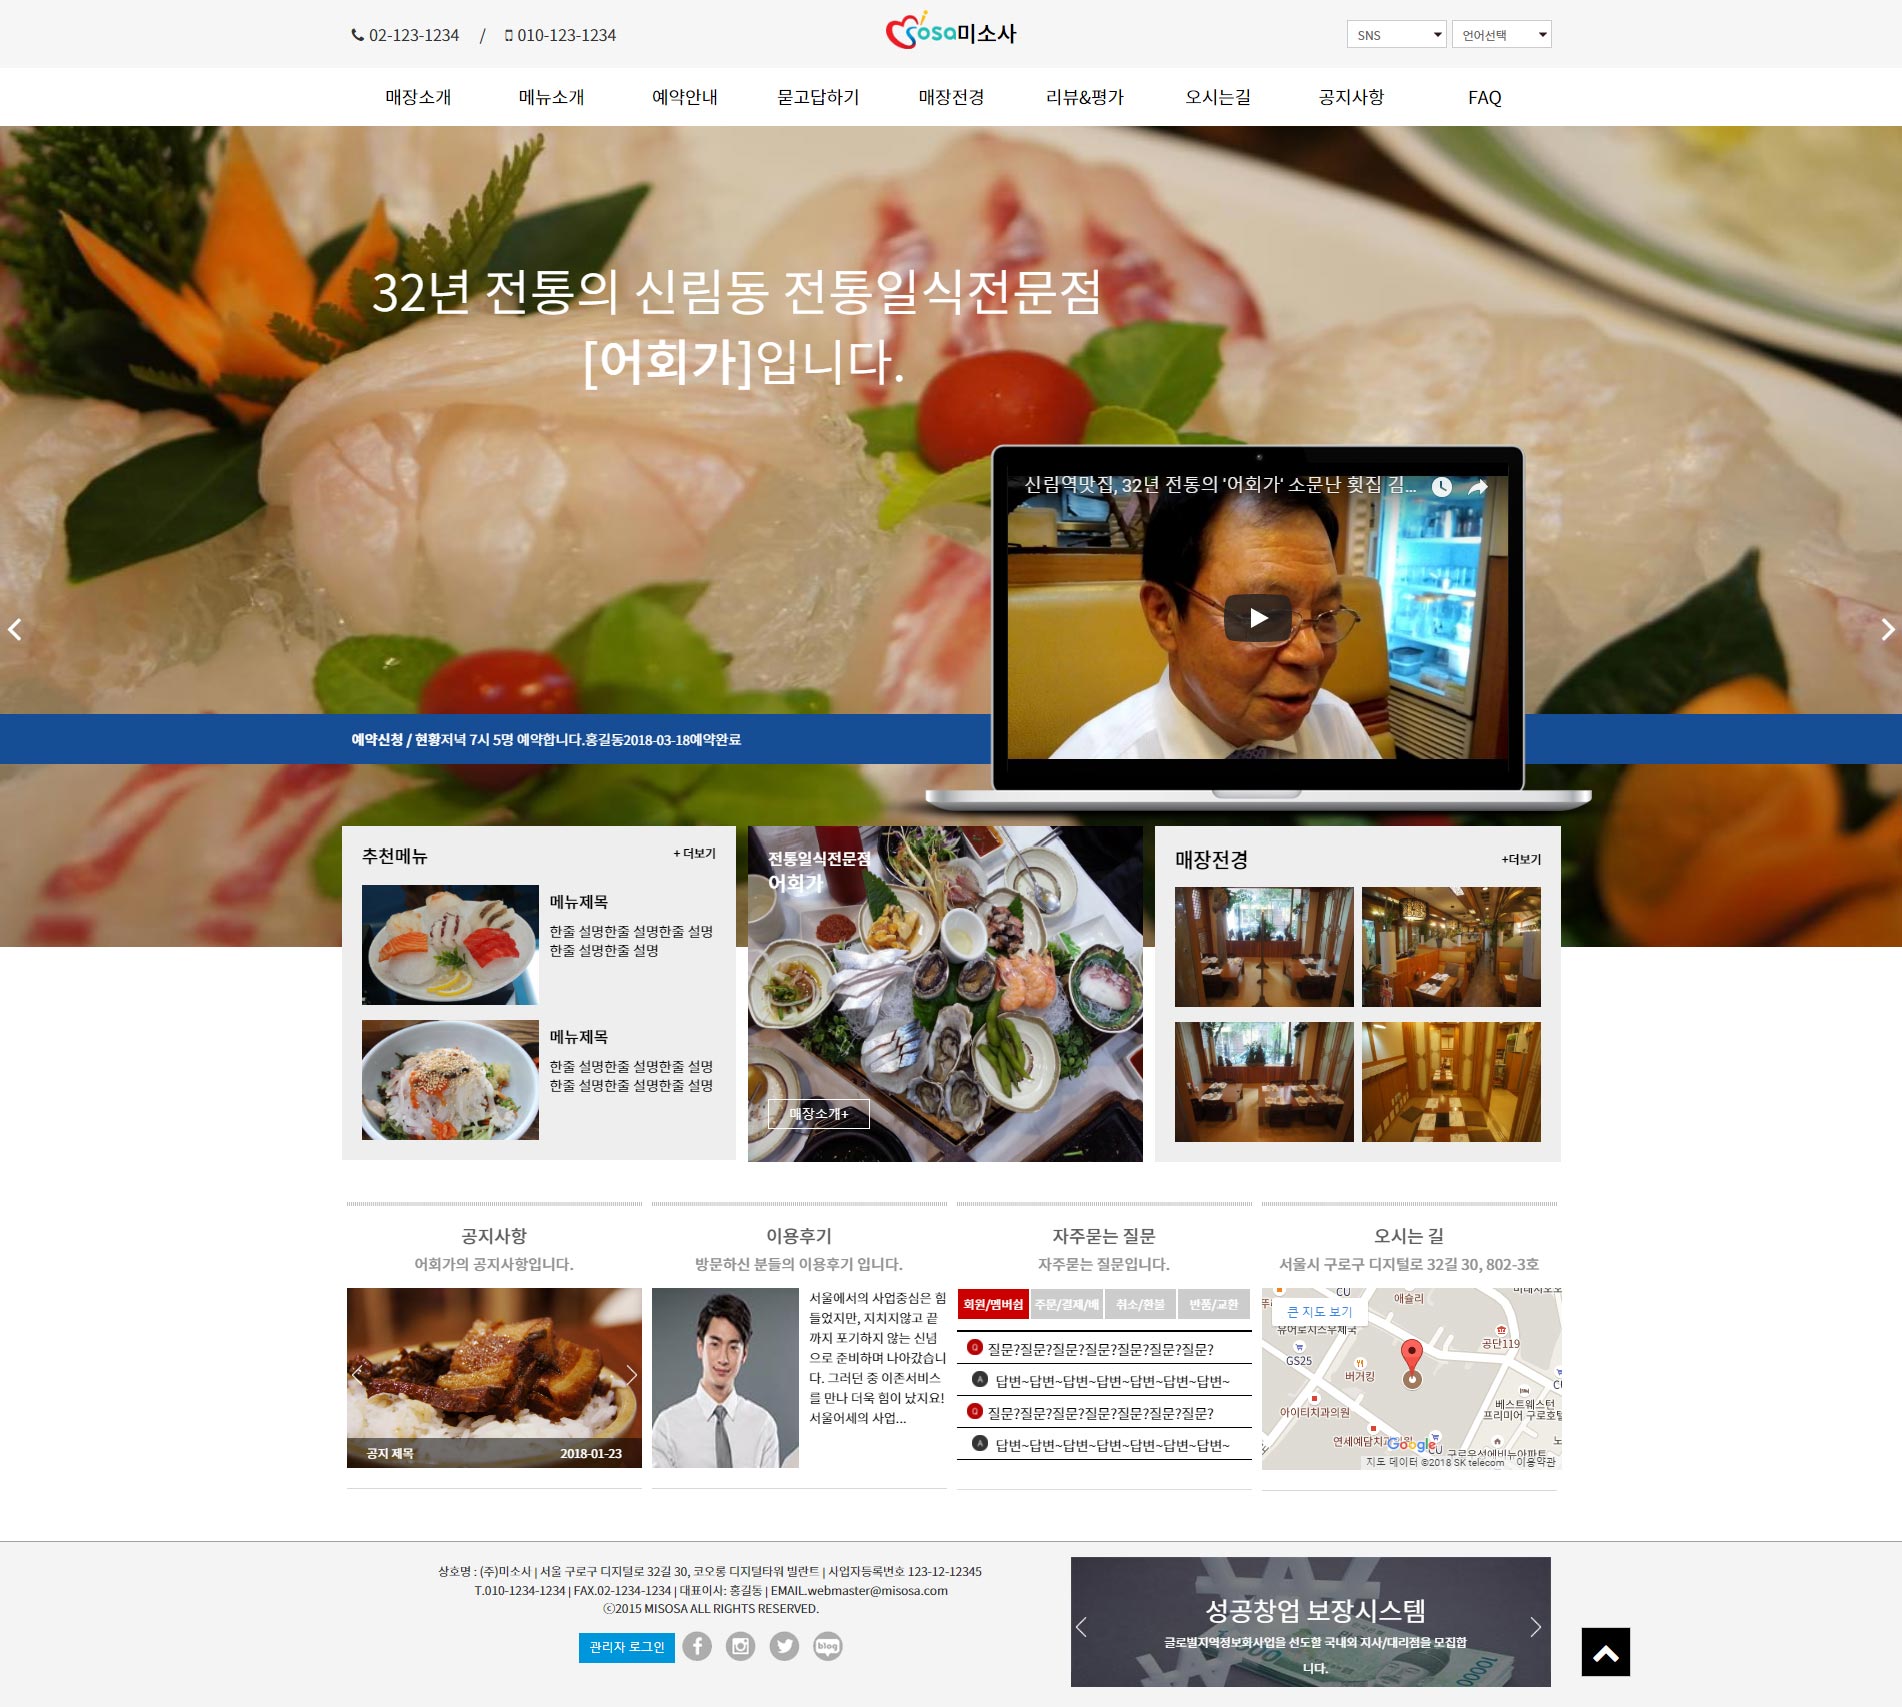 02-123-1234 / 010-123-1234
osa미소사
SNS
언어선택
매장소개 메뉴소개 예약안내 묻고답하기 매장전경 리뷰&평가 오시는길 공지사항 FAQ
32년 전통의 신림동 전통일식전문점
[어회가]입니다.
신림역맛집, 32년 전통의 '어회가' 소문난 횟집 김...
예약신청 / 현황저녁 7시 5명 예약합니다.홍길동2018-03-18예약완료
추천메뉴
+ 더보기
메뉴제목
한줄 설명한줄 설명한줄 설명
한줄 설명한줄 설명
메뉴제목
한줄 설명한줄 설명한줄 설명
한줄 설명한줄 설명한줄 설명
전통일식전문점
어회가
매장소개+
매장전경
+더보기
공지사항
어회가의 공지사항입니다.
공지 제목
2018-01-23
이용후기
방문하신 분들의 이용후기 입니다.
서울에서의 사업중심은 힘
들었지만, 지치지않고 끝
까지 포기하지 않는 신념
으로 준비하며 나아갔습니
다. 그러던 중 이존서비스
를 만나 더욱 힘이 났지요!
서울어세의 사업...
자주묻는 질문
자주묻는 질문입니다.
회원/멤버쉽 주문/결제/배 취소/환불 반품/교환
Q 질문?질문?질문?질문?질문?질문?질문?
A 답변~답변~답변~답변~답변~답변~답변~
Q 질문?질문?질문?질문?질문?질문?질문?
A 답변~답변~답변~답변~답변~답변~답변~
오시는 길
서울시 구로구 디지털로 32길 30, 802-3호
CU
애슐리
큰 지도 보기
공단119
GS25
버거킹
CU
아이티치과의원
베스트웨스턴
프리미어 구로호텔
Google
CU
지도 데이터 ©2018 SK telecom 이용약관
상호명 : (주)미소사 | 서울 구로구 디지털로 32길 30, 코오롱 디지털타워 빌란트 | 사업자등록번호 123-12-12345
T.010-1234-1234 | FAX.02-1234-1234 | 대표이사: 홍길동 | EMAIL.webmaster@misosa.com
ⓒ2015 MISOSA ALL RIGHTS RESERVED.
관리자 로그인
blog
성공창업 보장시스템
글로벌지역정보화사업을 선도할 국내외 지사/대리점을 모집합
니다.
10000